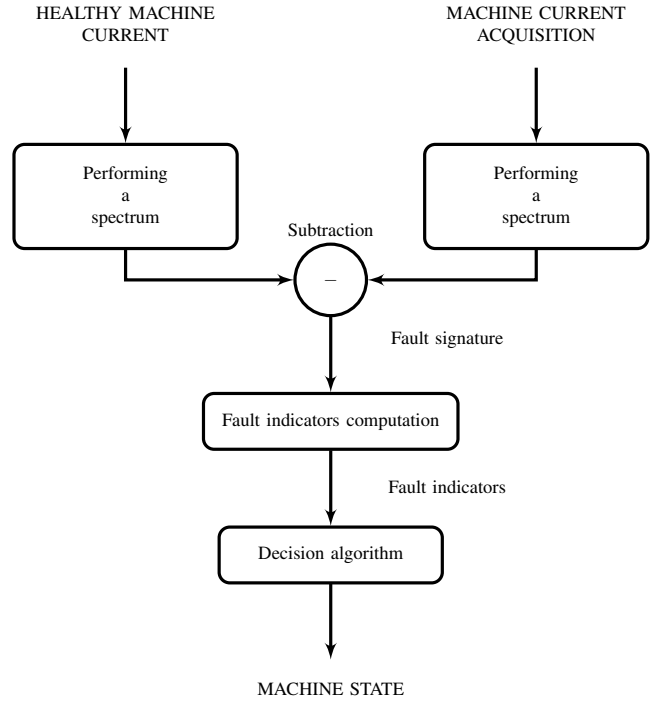 HEALTHY MACHINE
CURRENT
MACHINE CURRENT
ACQUISITION
Performing
a
spectrum
Performing
a
spectrum
Subtraction
−
Fault signature
Fault indicators computation
Fault indicators
Decision algorithm
MACHINE STATE